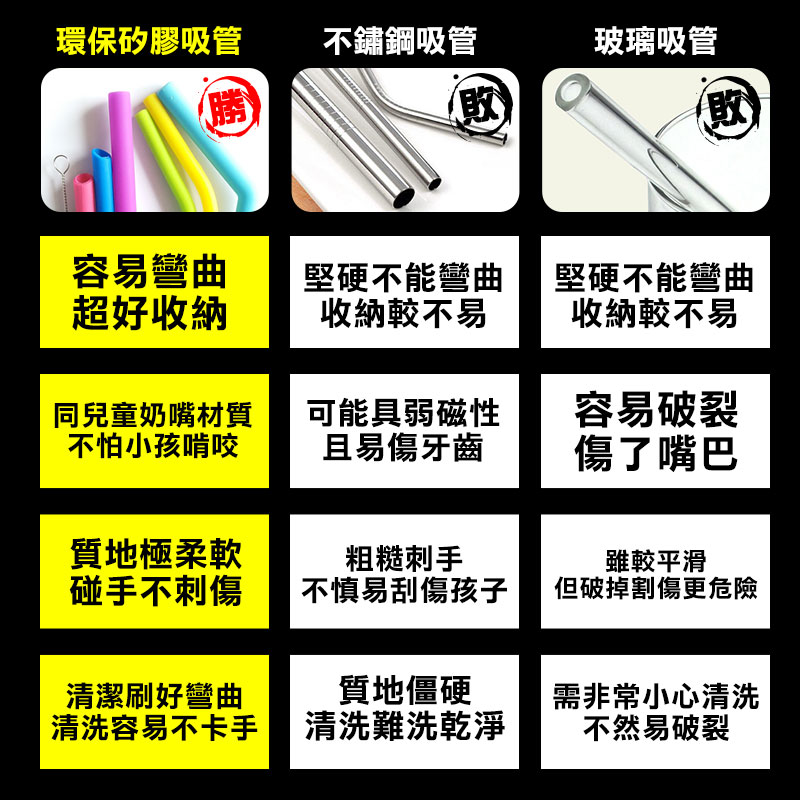 環保矽膠吸管
不鏽鋼吸管
玻璃吸管
勝
敗
敗
容易彎曲
超好收納
堅硬不能彎曲
收納較不易
堅硬不能彎曲
收納較不易
同兒童奶嘴材質
不怕小孩啃咬
可能具弱磁性
且易傷牙齒
容易破裂
傷了嘴巴
質地極柔軟
碰手不刺傷
粗糙刺手
不慎易刮傷孩子
雖較平滑
但破掉割傷更危險
清潔刷好彎曲
清洗容易不卡手
質地僵硬
清洗難洗乾淨
需非常小心清洗
不然易破裂